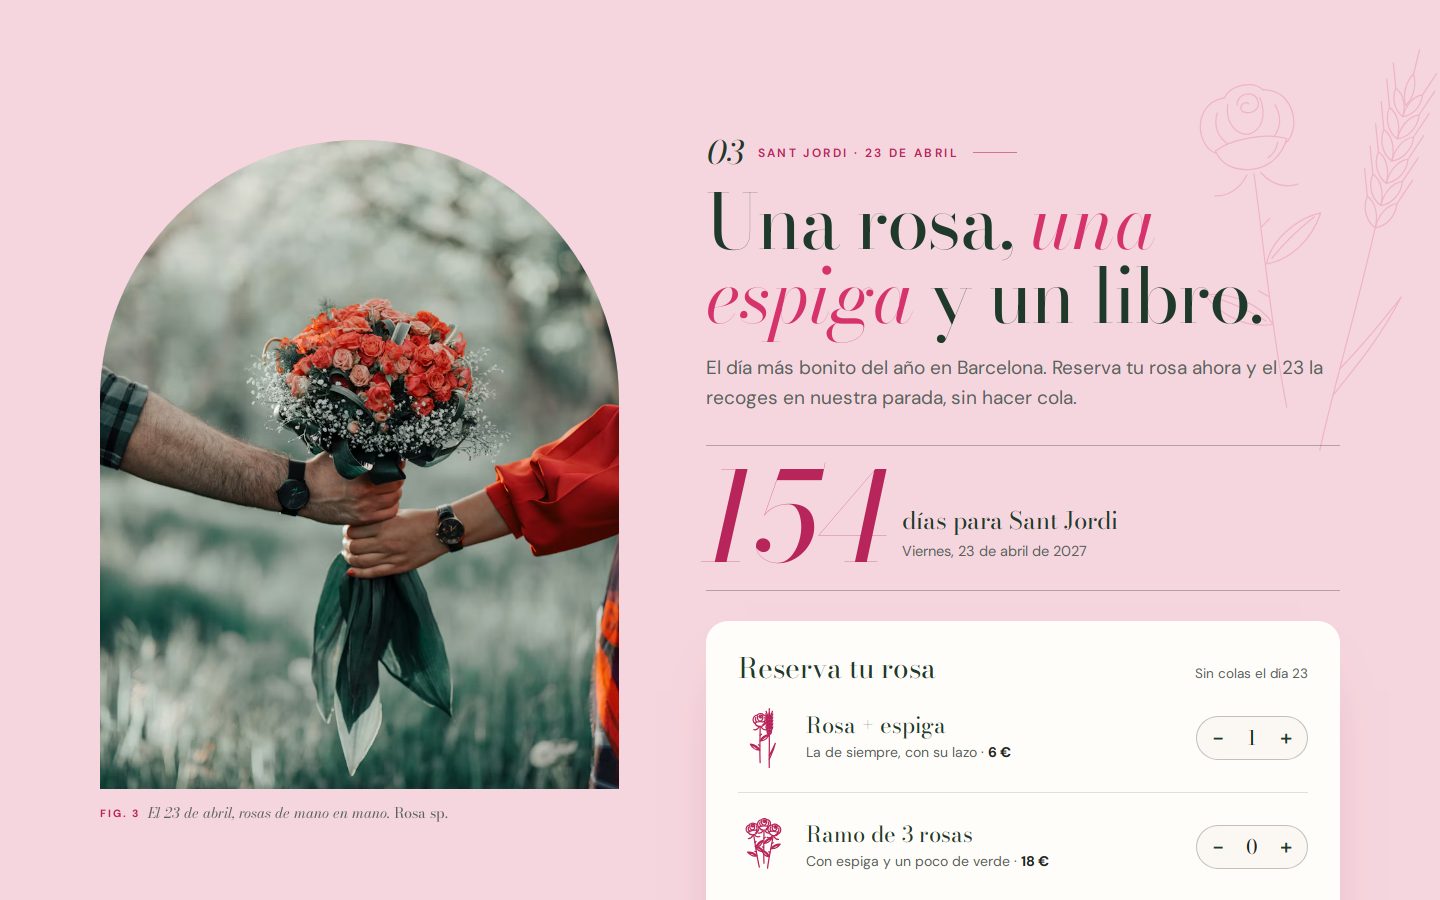 03 SANT JORDI · 23 DE ABRIL
Una rosa, una
espiga y un libro.
El día más bonito del año en Barcelona. Reserva tu rosa ahora y el 23 la
recoges en nuestra parada, sin hacer cola.
154
días para Sant Jordi
Viernes, 23 de abril de 2027
Reserva tu rosa
Sin colas el día 23
Rosa + espiga
La de siempre, con su lazo · 6 €
− 1 +
Ramo de 3 rosas
Con espiga y un poco de verde · 18 €
− 0 +
FIG. 3 El 23 de abril, rosas de mano en mano. Rosa sp.